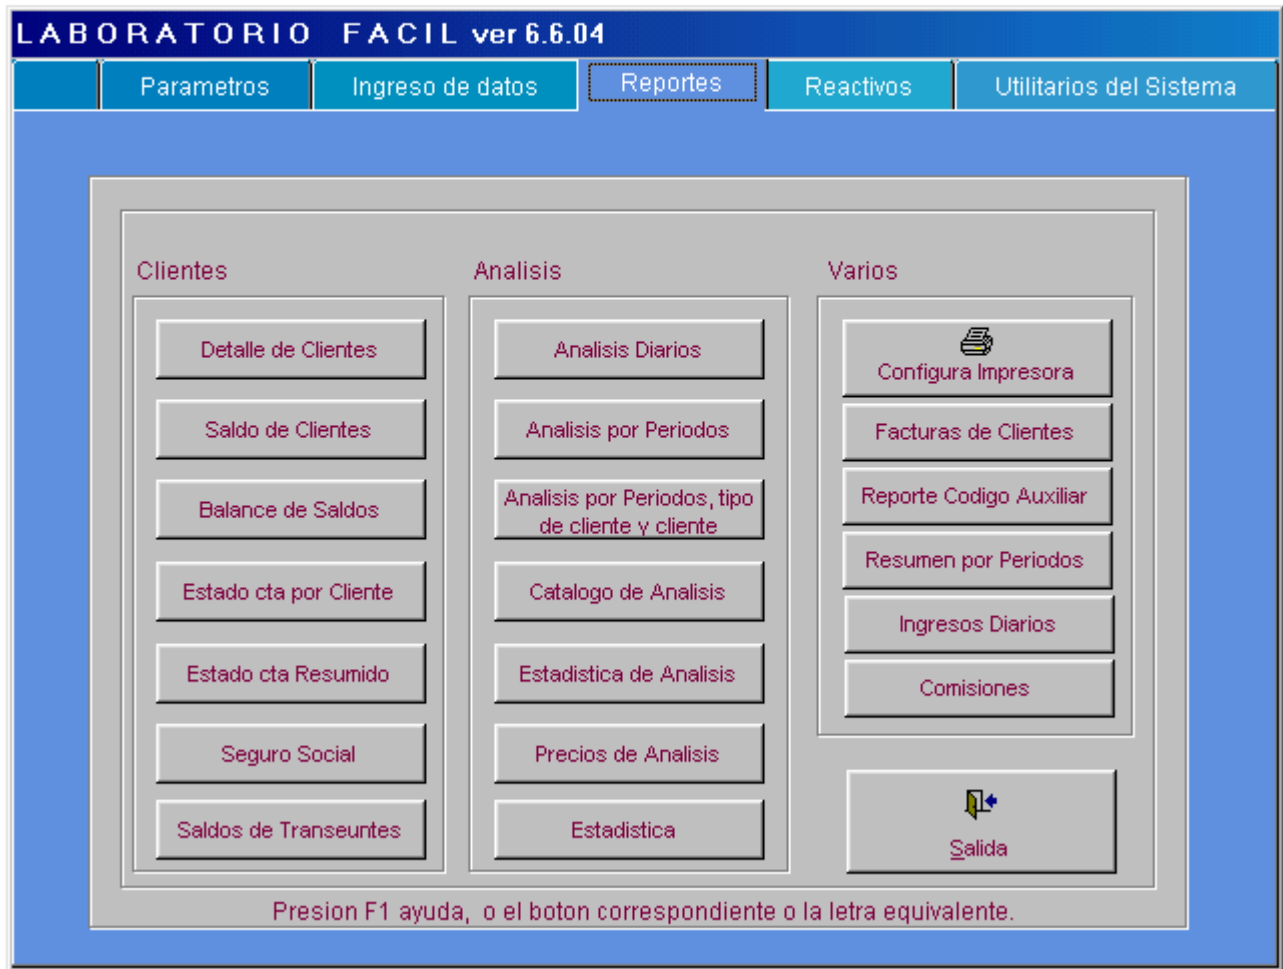 LABORATORIO FACIL ver 6.6.04
Parametros
Ingreso de datos
Reportes
Reactivos
Utilitarios del Sistema
Clientes
Detalle de Clientes
Saldo de Clientes
Balance de Saldos
Estado cta por Cliente
Estado cta Resumido
Seguro Social
Saldos de Transeuntes
Analisis
Analisis Diarios
Analisis por Periodos
Analisis por Periodos, tipo
de cliente y cliente
Catalogo de Analisis
Estadistica de Analisis
Precios de Analisis
Estadistica
Varios
Configura Impresora
Facturas de Clientes
Reporte Codigo Auxiliar
Resumen por Periodos
Ingresos Diarios
Comisiones
Salida
Presion F1 ayuda, o el boton correspondiente o la letra equivalente.